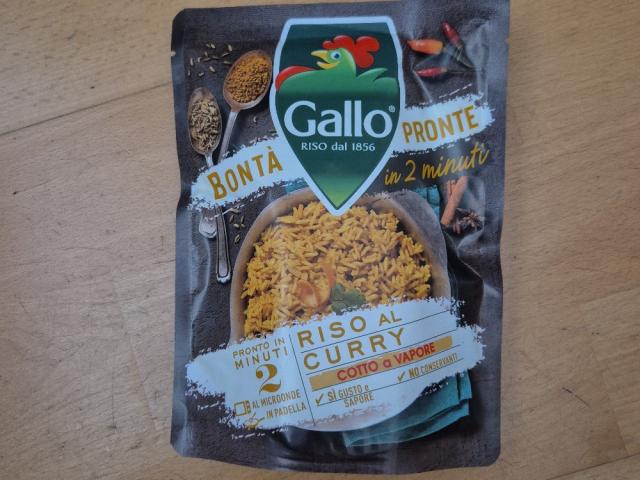 Gallo®
RISO dal 1856
BONTÀ PRONTE
in 2 minuti
PRONTO IN
MINUTI
2
AL MICROONDE
IN PADELLA
RISO AL
CURRY
COTTO a VAPORE
✓ SÌ GUSTO e
SAPORE
✓ NO CONSERVANTI